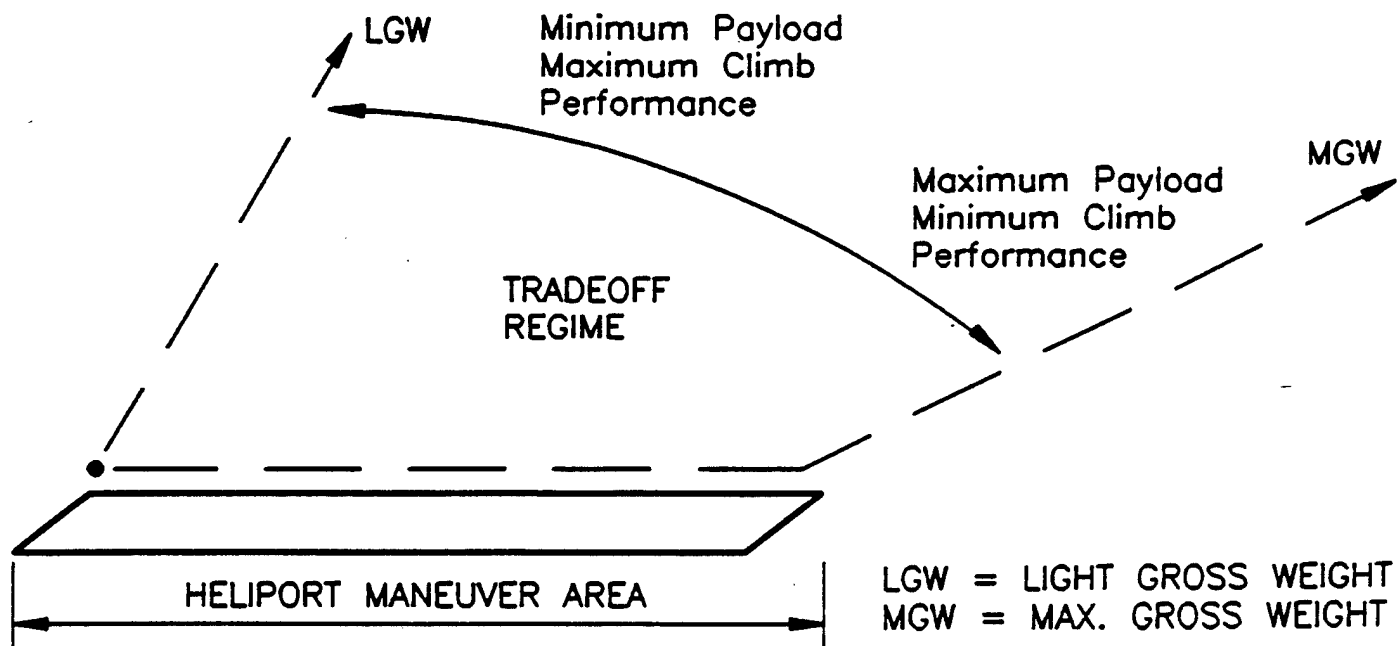 LGW
Minimum Payload
Maximum Climb
Performance
MGW
Maximum Payload
Minimum Climb
Performance
TRADEOFF
REGIME
HELIPORT MANEUVER AREA
LGW = LIGHT GROSS WEIGHT
MGW = MAX. GROSS WEIGHT